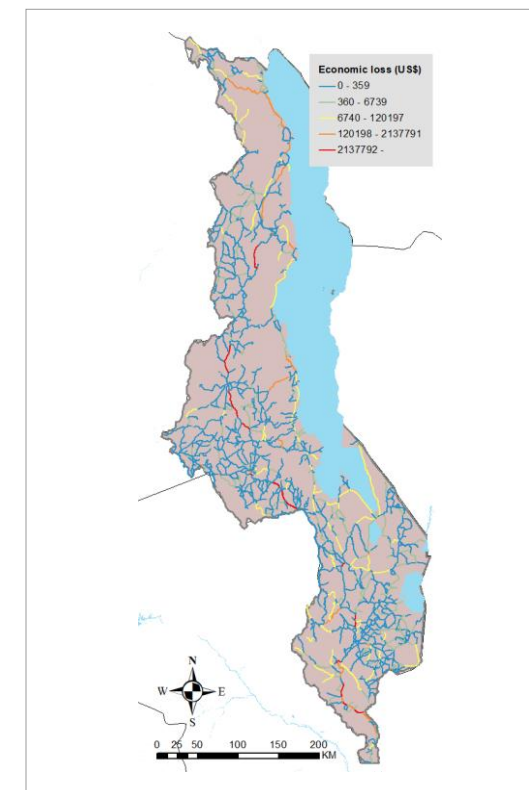 Economic loss (US$)
0 - 359
360 - 6739
6740 - 120197
120198 - 2137791
2137792 -
N
W E
S
0 25 50 100 150 200
KM